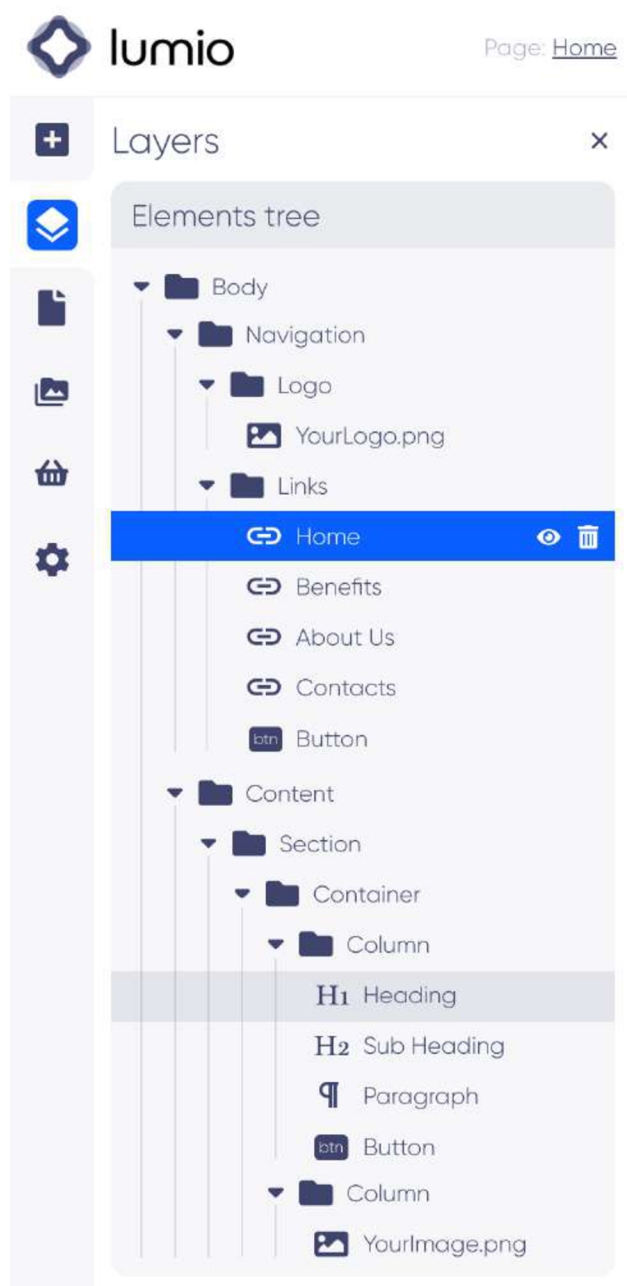 lumio
Page: Home
Layers
Elements tree
Body
Navigation
Logo
YourLogo.png
Links
Home
Benefits
About Us
Contacts
btn Button
Content
Section
Container
Column
H1 Heading
H2 Sub Heading
¶ Paragraph
btn Button
Column
YourImage.png